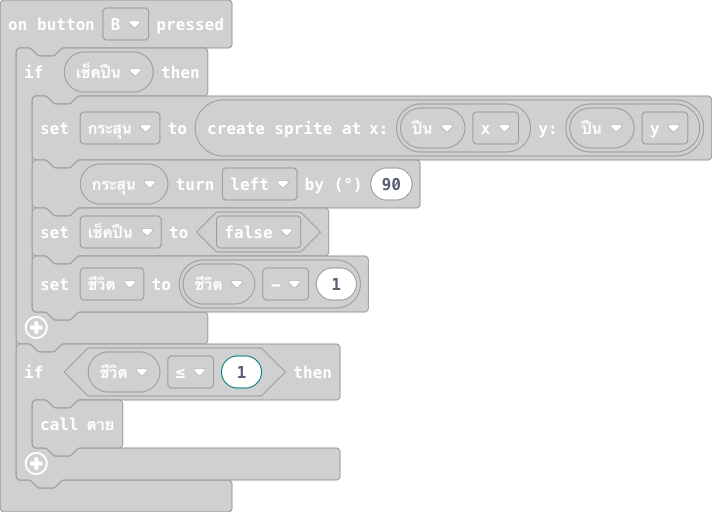 on button B pressed
if เช็คปืน then
set กระสุน to create sprite at x: ปืน x y: ปืน y
กระสุน turn left by (°) 90
set เช็คปืน to false
set ชีวิต to ชีวิต - 1
if ชีวิต ≤ 1 then
call ตาย